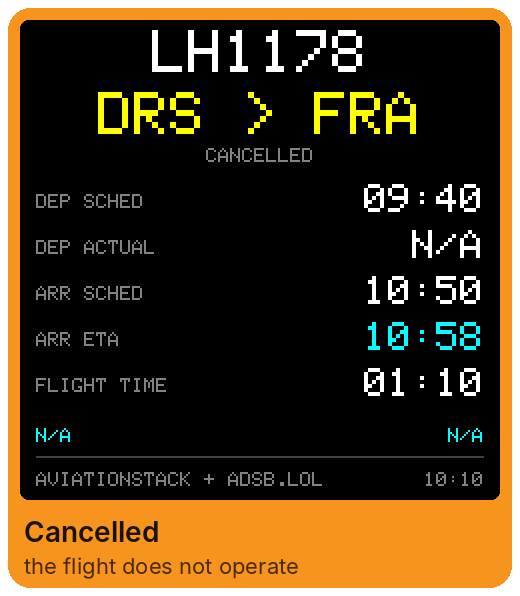 LH1178
DRS > FRA
CANCELLED
DEP SCHED 09:40
DEP ACTUAL N/A
ARR SCHED 10:50
ARR ETA 10:58
FLIGHT TIME 01:10
N/A N/A
AVIATIONSTACK + ADSB.LOL 10:10
Cancelled
the flight does not operate